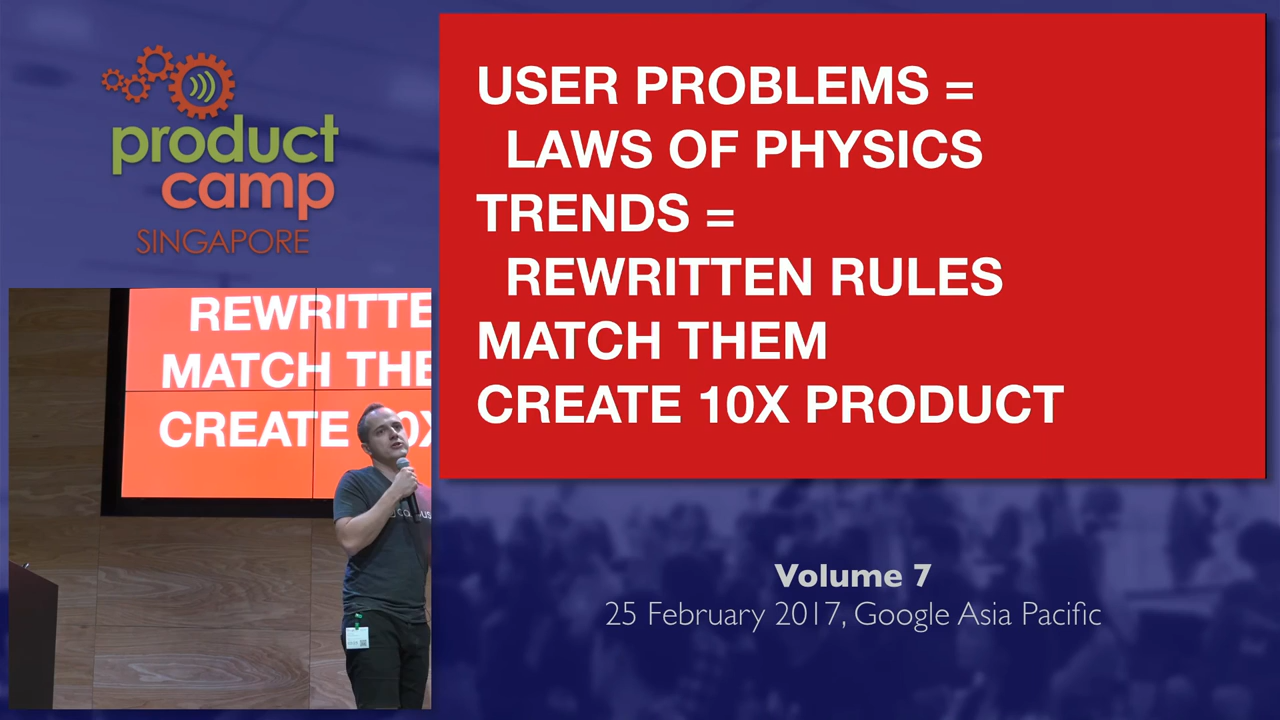 product
camp
SINGAPORE
USER PROBLEMS =
LAWS OF PHYSICS
TRENDS =
REWRITTEN RULES
MATCH THEM
CREATE 10X PRODUCT
REWRITTE
MATCH THE
CREATE 10X
Volume 7
25 February 2017, Google Asia Pacific